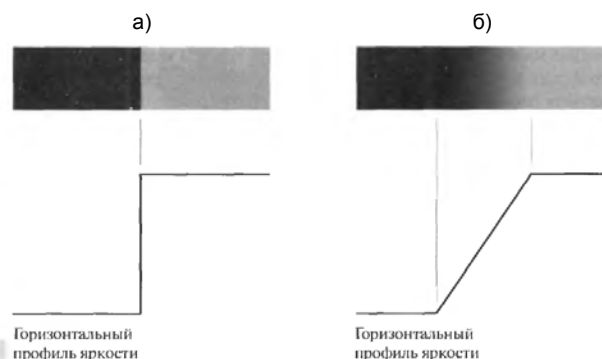 а)
б)
Горизонтальный
профиль яркости
Горизонтальный
профиль яркости